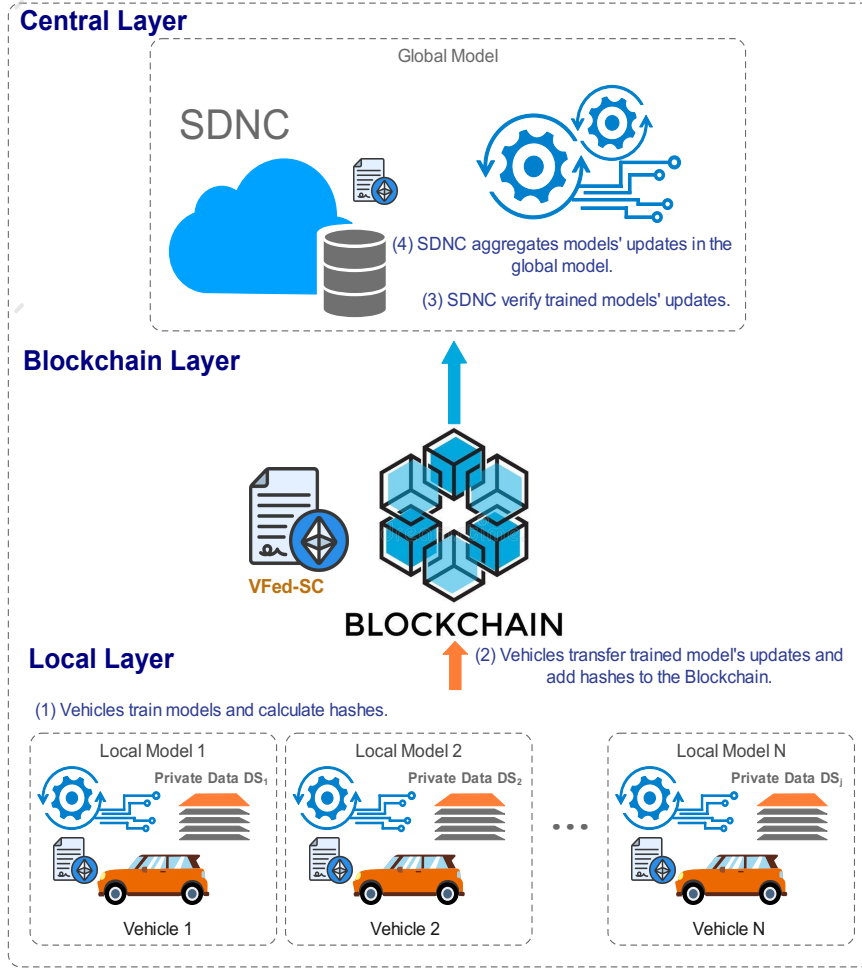 Central Layer
Global Model
SDNC
(4) SDNC aggregates models' updates in the
global model.
(3) SDNC verify trained models' updates.
Blockchain Layer
VFed-SC
BLOCKCHAIN
Local Layer
(2) Vehicles transfer trained model's updates and
add hashes to the Blockchain.
(1) Vehicles train models and calculate hashes.
Local Model 1
Private Data DS₁
Vehicle 1
Local Model 2
Private Data DS₂
Vehicle 2
...
Local Model N
Private Data DSⱼ
Vehicle N